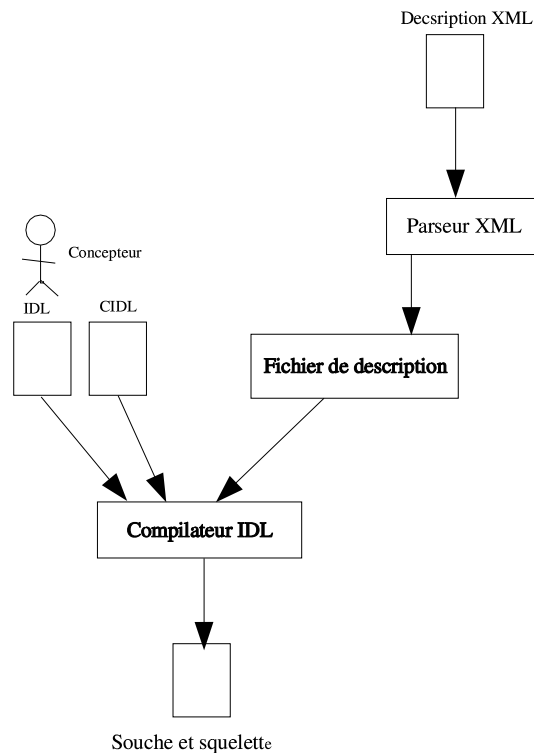 Decsription XML
Parseur XML
Concepteur
IDL
CIDL
Fichier de description
Compilateur IDL
Souche et squelette